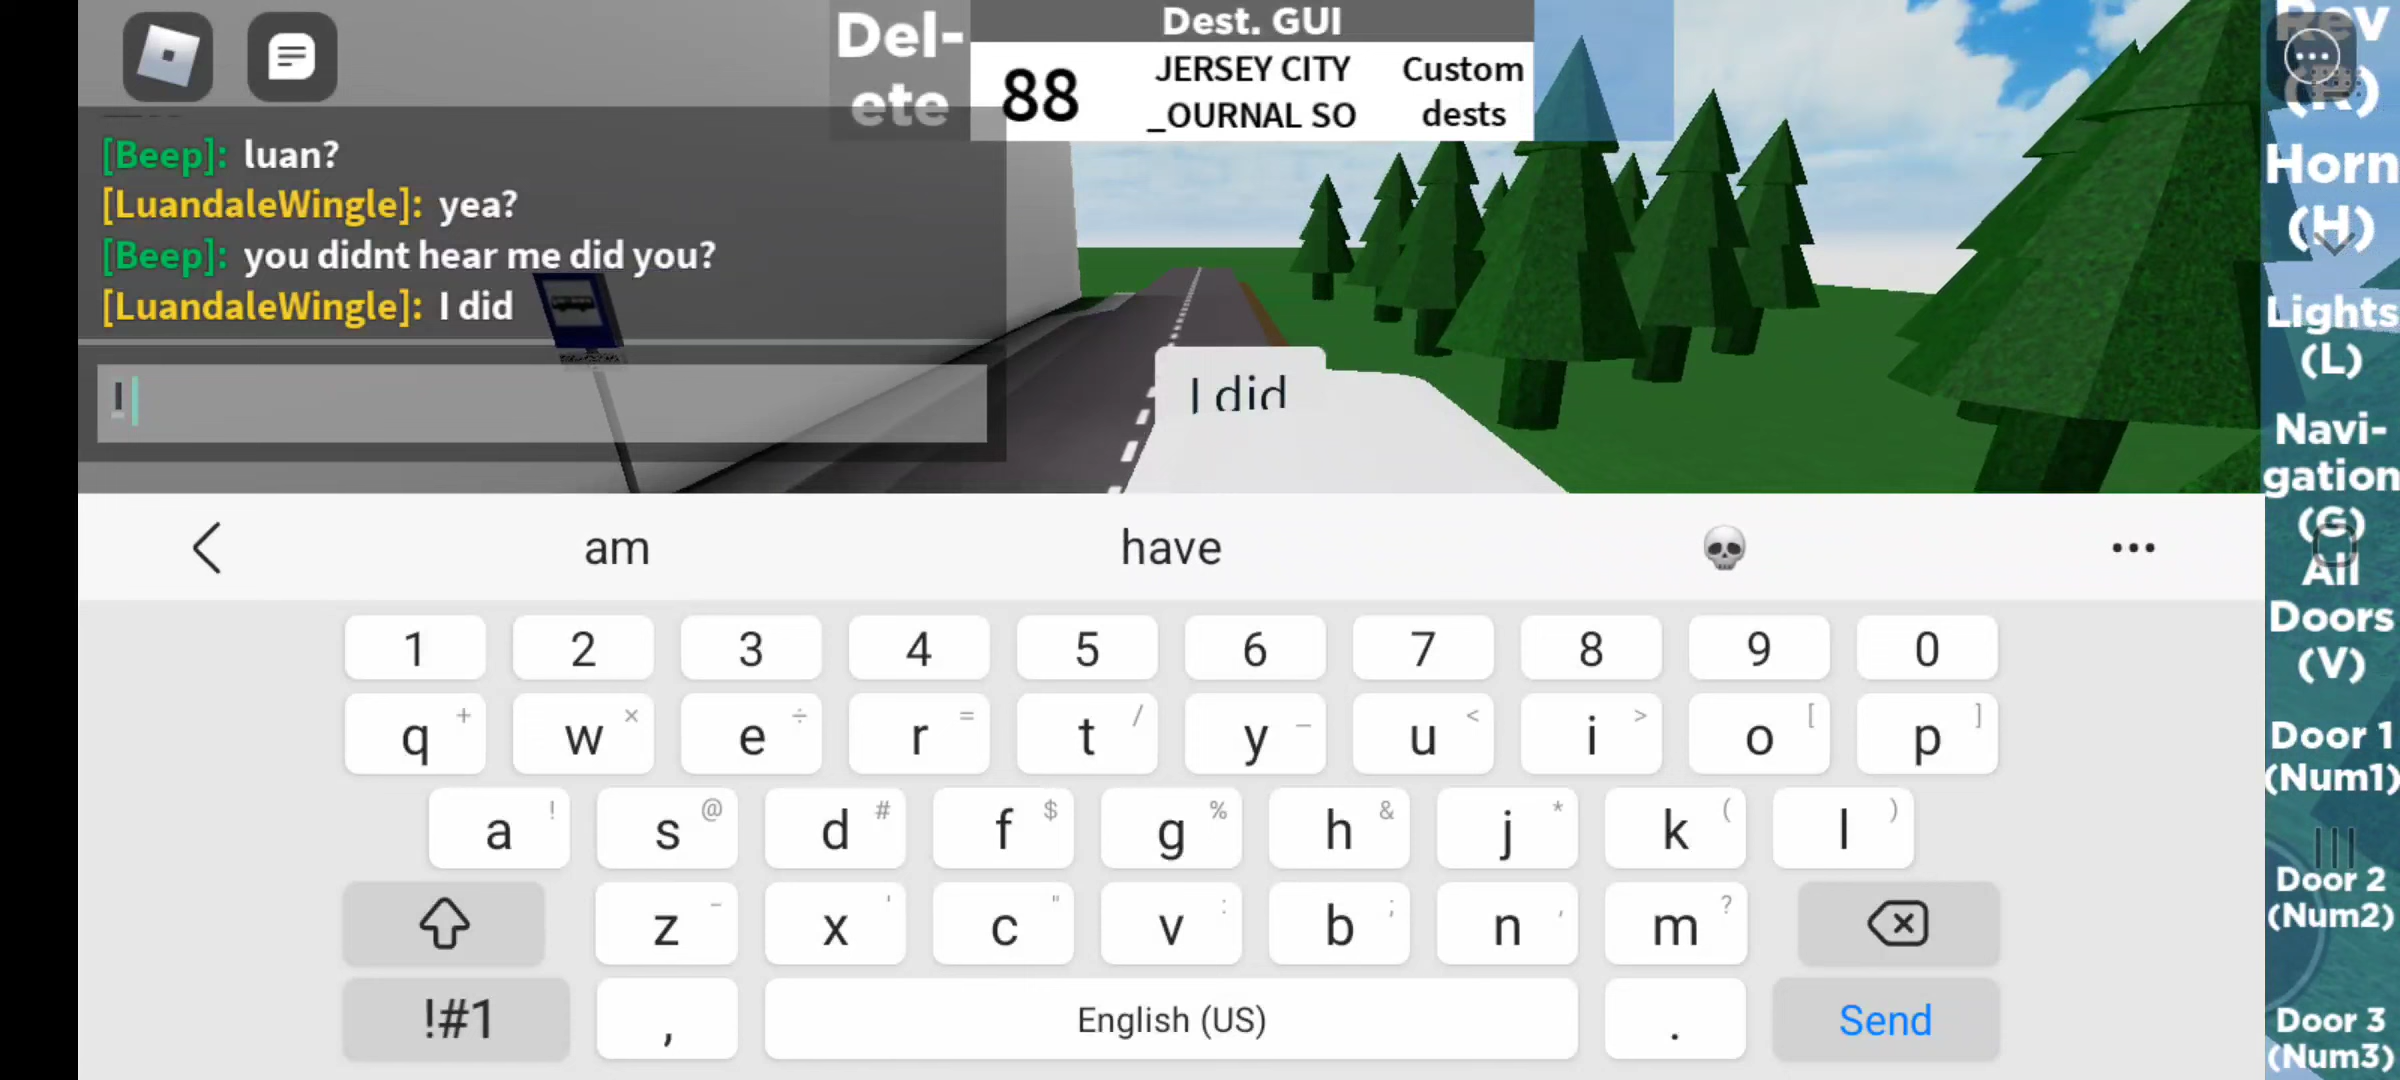 Del-
ete
Dest. GUI
88
JERSEY CITY
_OURNAL SO
Custom
dests
[Beep]: luan?
[LuandaleWingle]: yea?
[Beep]: you didnt hear me did you?
[LuandaleWingle]: I did
I
I did
Rev
(R)
Horn
(H)
Lights
(L)
Navi-
gation
(G)
All
Doors
(V)
Door 1
(Num1)
Door 2
(Num2)
Door 3
(Num3)
am have
1 2 3 4 5 6 7 8 9 0
q + w × e ÷ r = t / y _ u < i > o [ p ]
a ! s @ d # f $ g % h & j * k ( l )
z - x ' c " v : b ; n , m ?
!#1 , English (US) . Send